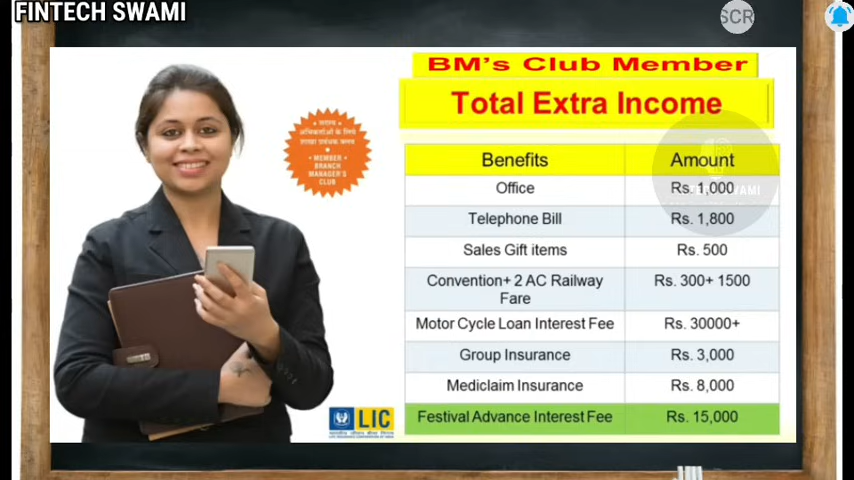 FINTECH SWAMI
SCR
BM's Club Member
Total Extra Income
MEMBER
BRANCH
MANAGER'S
CLUB
Benefits Amount
Office Rs. 1,000
Telephone Bill Rs. 1,800
Sales Gift items Rs. 500
Convention+ 2 AC Railway Rs. 300+ 1500
Fare
Motor Cycle Loan Interest Fee Rs. 30000+
Group Insurance Rs. 3,000
Mediclaim Insurance Rs. 8,000
Festival Advance Interest Fee Rs. 15,000
LIC